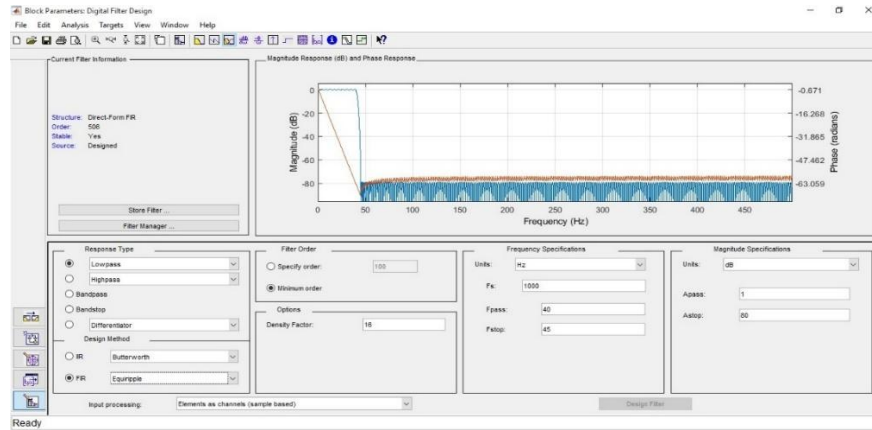 Block Parameters: Digital Filter Design
File Edit Analysis Targets View Window Help
Current Filter Information
Structure: Direct-Form FIR
Order: 508
Stable: Yes
Source: Designed
Store Filter ...
Filter Manager ...
Magnitude Response (dB) and Phase Response
Magnitude (dB)
0
-20
-40
-60
-80
0 50 100 150 200 250 300 350 400 450
Frequency (Hz)
-0.671
-16.268
-31.865
-47.462
-63.059
Phase (radians)
Response Type
Lowpass
Highpass
Bandpass
Bandstop
Differentiator
Design Method
IIR Butterworth
FIR Equiripple
Filter Order
Specify order: 100
Minimum order
Options
Density Factor: 16
Frequency Specifications
Units: Hz
Fs: 1000
Fpass: 40
Fstop: 45
Magnitude Specifications
Units: dB
Apass: 1
Astop: 80
Input processing: Elements as channels (sample based)
Design Filter
Ready